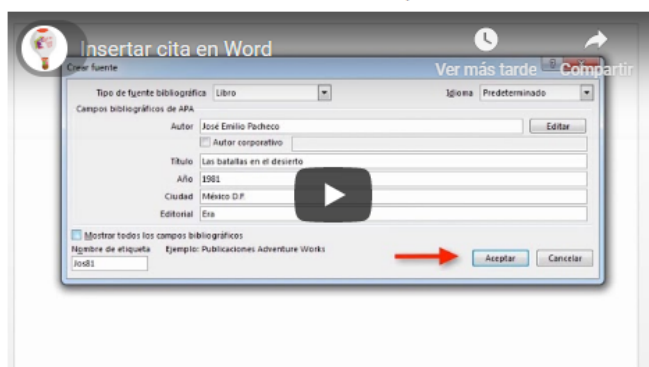 Insertar cita en Word
Ver más tarde
Compartir
Crear fuente
Tipo de fuente bibliográfica Libro Idioma Predeterminado
Campos bibliográficos de APA
Autor José Emilio Pacheco Editar
Autor corporativo
Título Las batallas en el desierto
Año 1981
Ciudad México D.F.
Editorial Era
Mostrar todos los campos bibliográficos
Nombre de etiqueta Ejemplo: Publicaciones Adventure Works
Jos81 Aceptar Cancelar